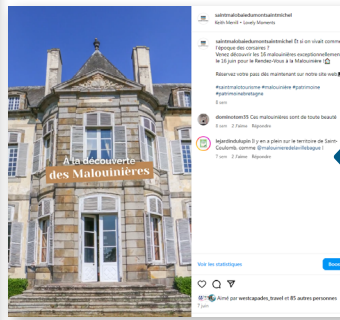 saintmalobaiedumontsaintmichel
Keith Merrill • Lovely Moments
saintmalobaiedumontsaintmichel Et si on vivait comme
l'époque des corsaires ?
Venez découvrir les 16 malouinières exceptionnellement
le 16 juin pour le Rendez-Vous à la Malouinière !
Réservez votre pass dès maintenant sur notre site web
#saintmalotourisme #malouinière #patrimoine
#patrimoinebretagne
8 sem
dominotom35 Ces malouinières sont de toute beauté
8 sem 2 J'aime Répondre
lejardindulupin Il y en a plein sur le territoire de Saint-
Coulomb, comme @malouinieredelavillebague !
7 sem 2 J'aime Répondre
À la découverte
des Malouinières
Voir les statistiques
Aimé par westcapades_travel et 85 autres personnes
7 juin